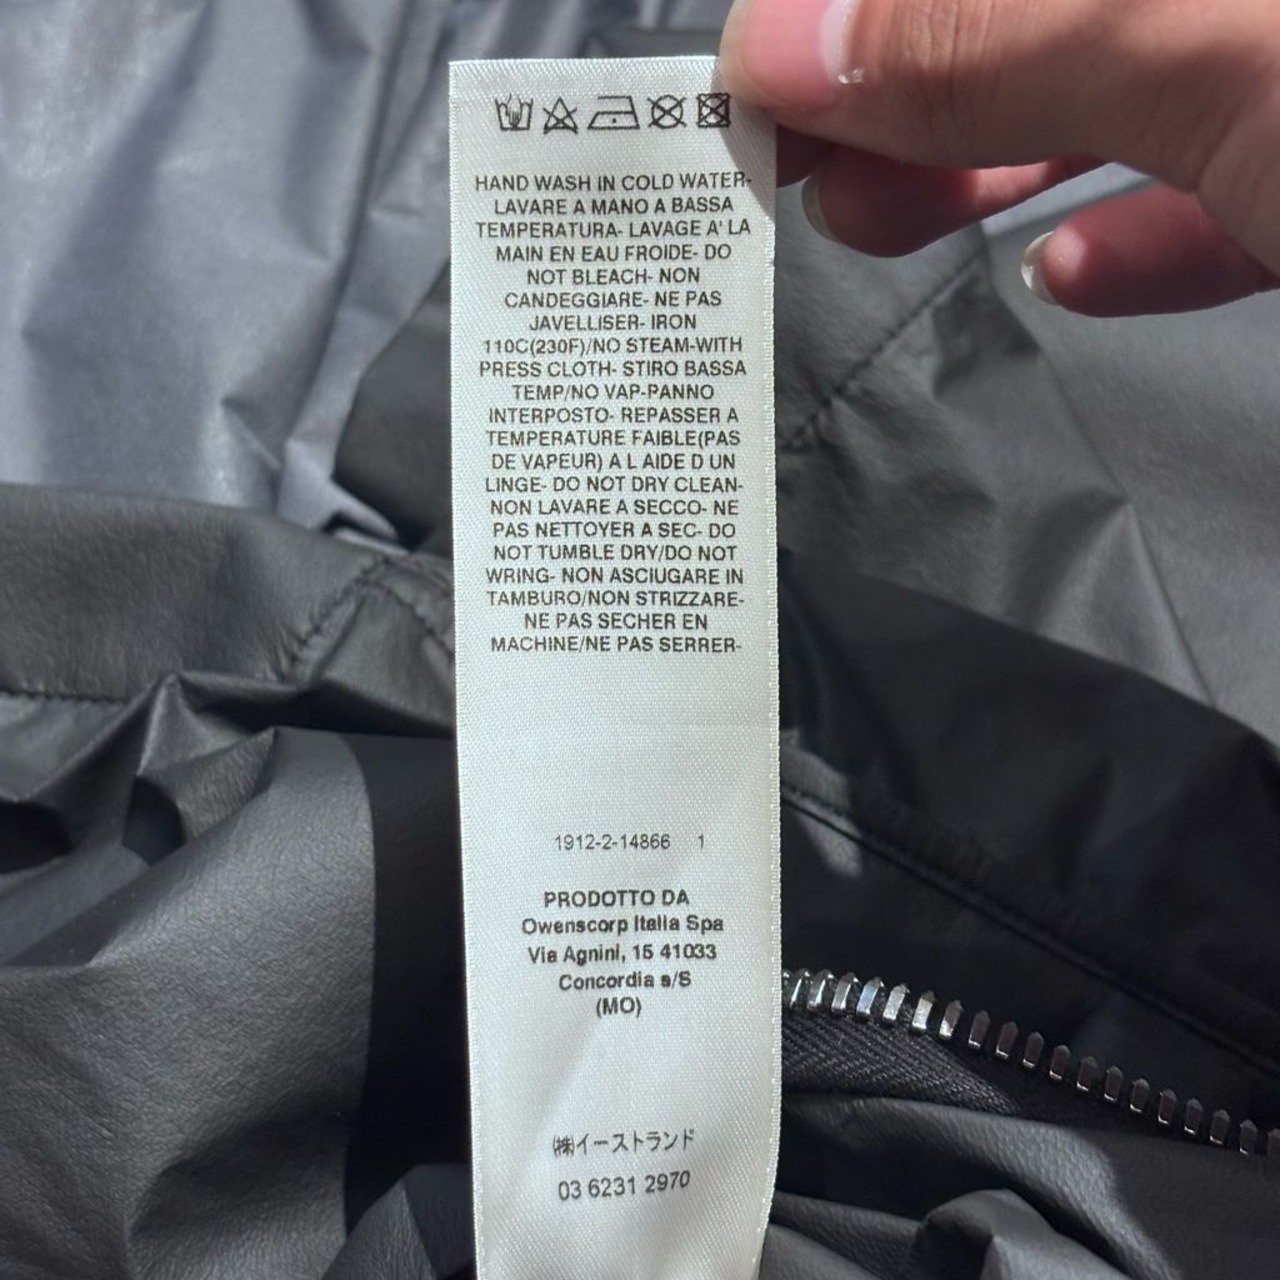 HAND WASH IN COLD WATER-
LAVARE A MANO A BASSA
TEMPERATURA- LAVAGE A' LA
MAIN EN EAU FROIDE- DO
NOT BLEACH- NON
CANDEGGIARE- NE PAS
JAVELLISER- IRON
110C(230F)/NO STEAM-WITH
PRESS CLOTH- STIRO BASSA
TEMP/NO VAP-PANNO
INTERPOSTO- REPASSER A
TEMPERATURE FAIBLE(PAS
DE VAPEUR) A L AIDE D UN
LINGE- DO NOT DRY CLEAN-
NON LAVARE A SECCO- NE
PAS NETTOYER A SEC- DO
NOT TUMBLE DRY/DO NOT
WRING- NON ASCIUGARE IN
TAMBURO/NON STRIZZARE-
NE PAS SECHER EN
MACHINE/NE PAS SERRER-
1912-2-14866 1
PRODOTTO DA
Owenscorp Italia Spa
Via Agnini, 15 41033
Concordia s/S
(MO)
㈱イーストランド
03 6231 2970